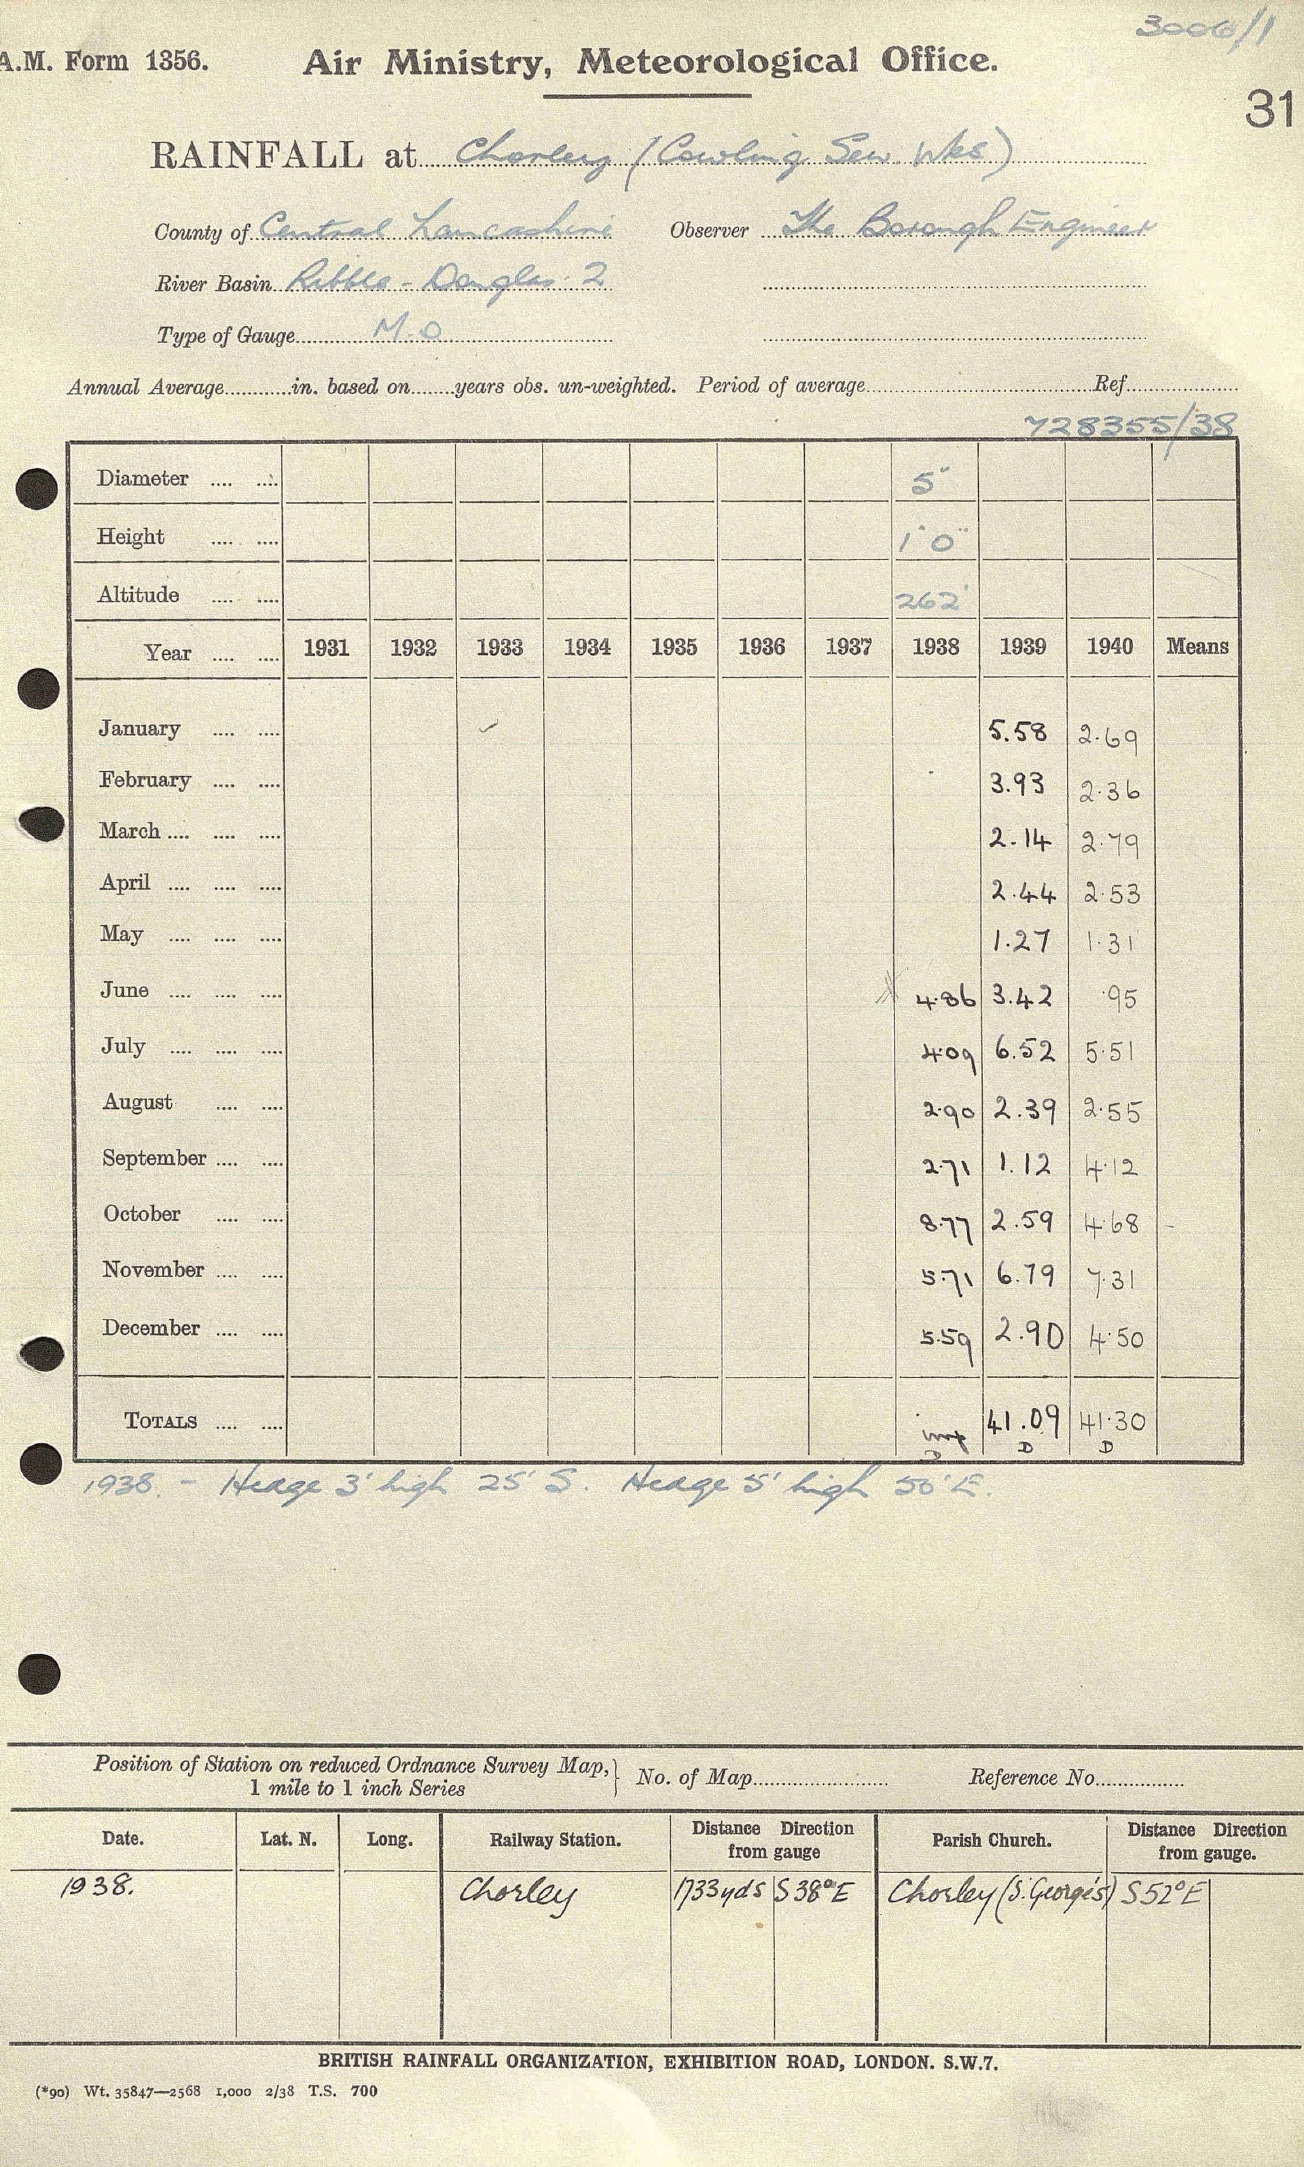 3006/1
A.M. Form 1356. Air Ministry, Meteorological Office.
31
RAINFALL at Chorley (Cowling Sew. Wks)
County of Central Lancashire Observer The Borough Engineer
River Basin Ribble - Douglas 2
Type of Gauge M.O
Annual Average in. based on years obs. un-weighted. Period of average Ref
728355/38
Diameter 5"
Height 1' 0"
Altitude 262'
Year 1931 1932 1933 1934 1935 1936 1937 1938 1939 1940 Means
January 5.58 2.69
February 3.93 2.36
March 2.14 2.79
April 2.44 2.53
May 1.27 1.31
June 4.86 3.42 .95
July 4.09 6.52 5.51
August 2.90 2.39 2.55
September 2.71 1.12 4.12
October 8.77 2.59 4.68
November 5.71 6.79 7.31
December 5.59 2.90 4.50
TOTALS 41.09 41.30
D D D
1938. - Hedge 3' high 25' S. Hedge 5' high 50' E.
Position of Station on reduced Ordnance Survey Map, } No. of Map Reference No.
1 mile to 1 inch Series
Date. Lat. N. Long. Railway Station. Distance Direction from gauge Parish Church. Distance Direction from gauge.
1938. Chorley 1733yds S38°E Chorley (S. George's) S52°E
BRITISH RAINFALL ORGANIZATION, EXHIBITION ROAD, LONDON. S.W.7.
(*90) Wt. 35847—2568 1,000 2/38 T.S. 700